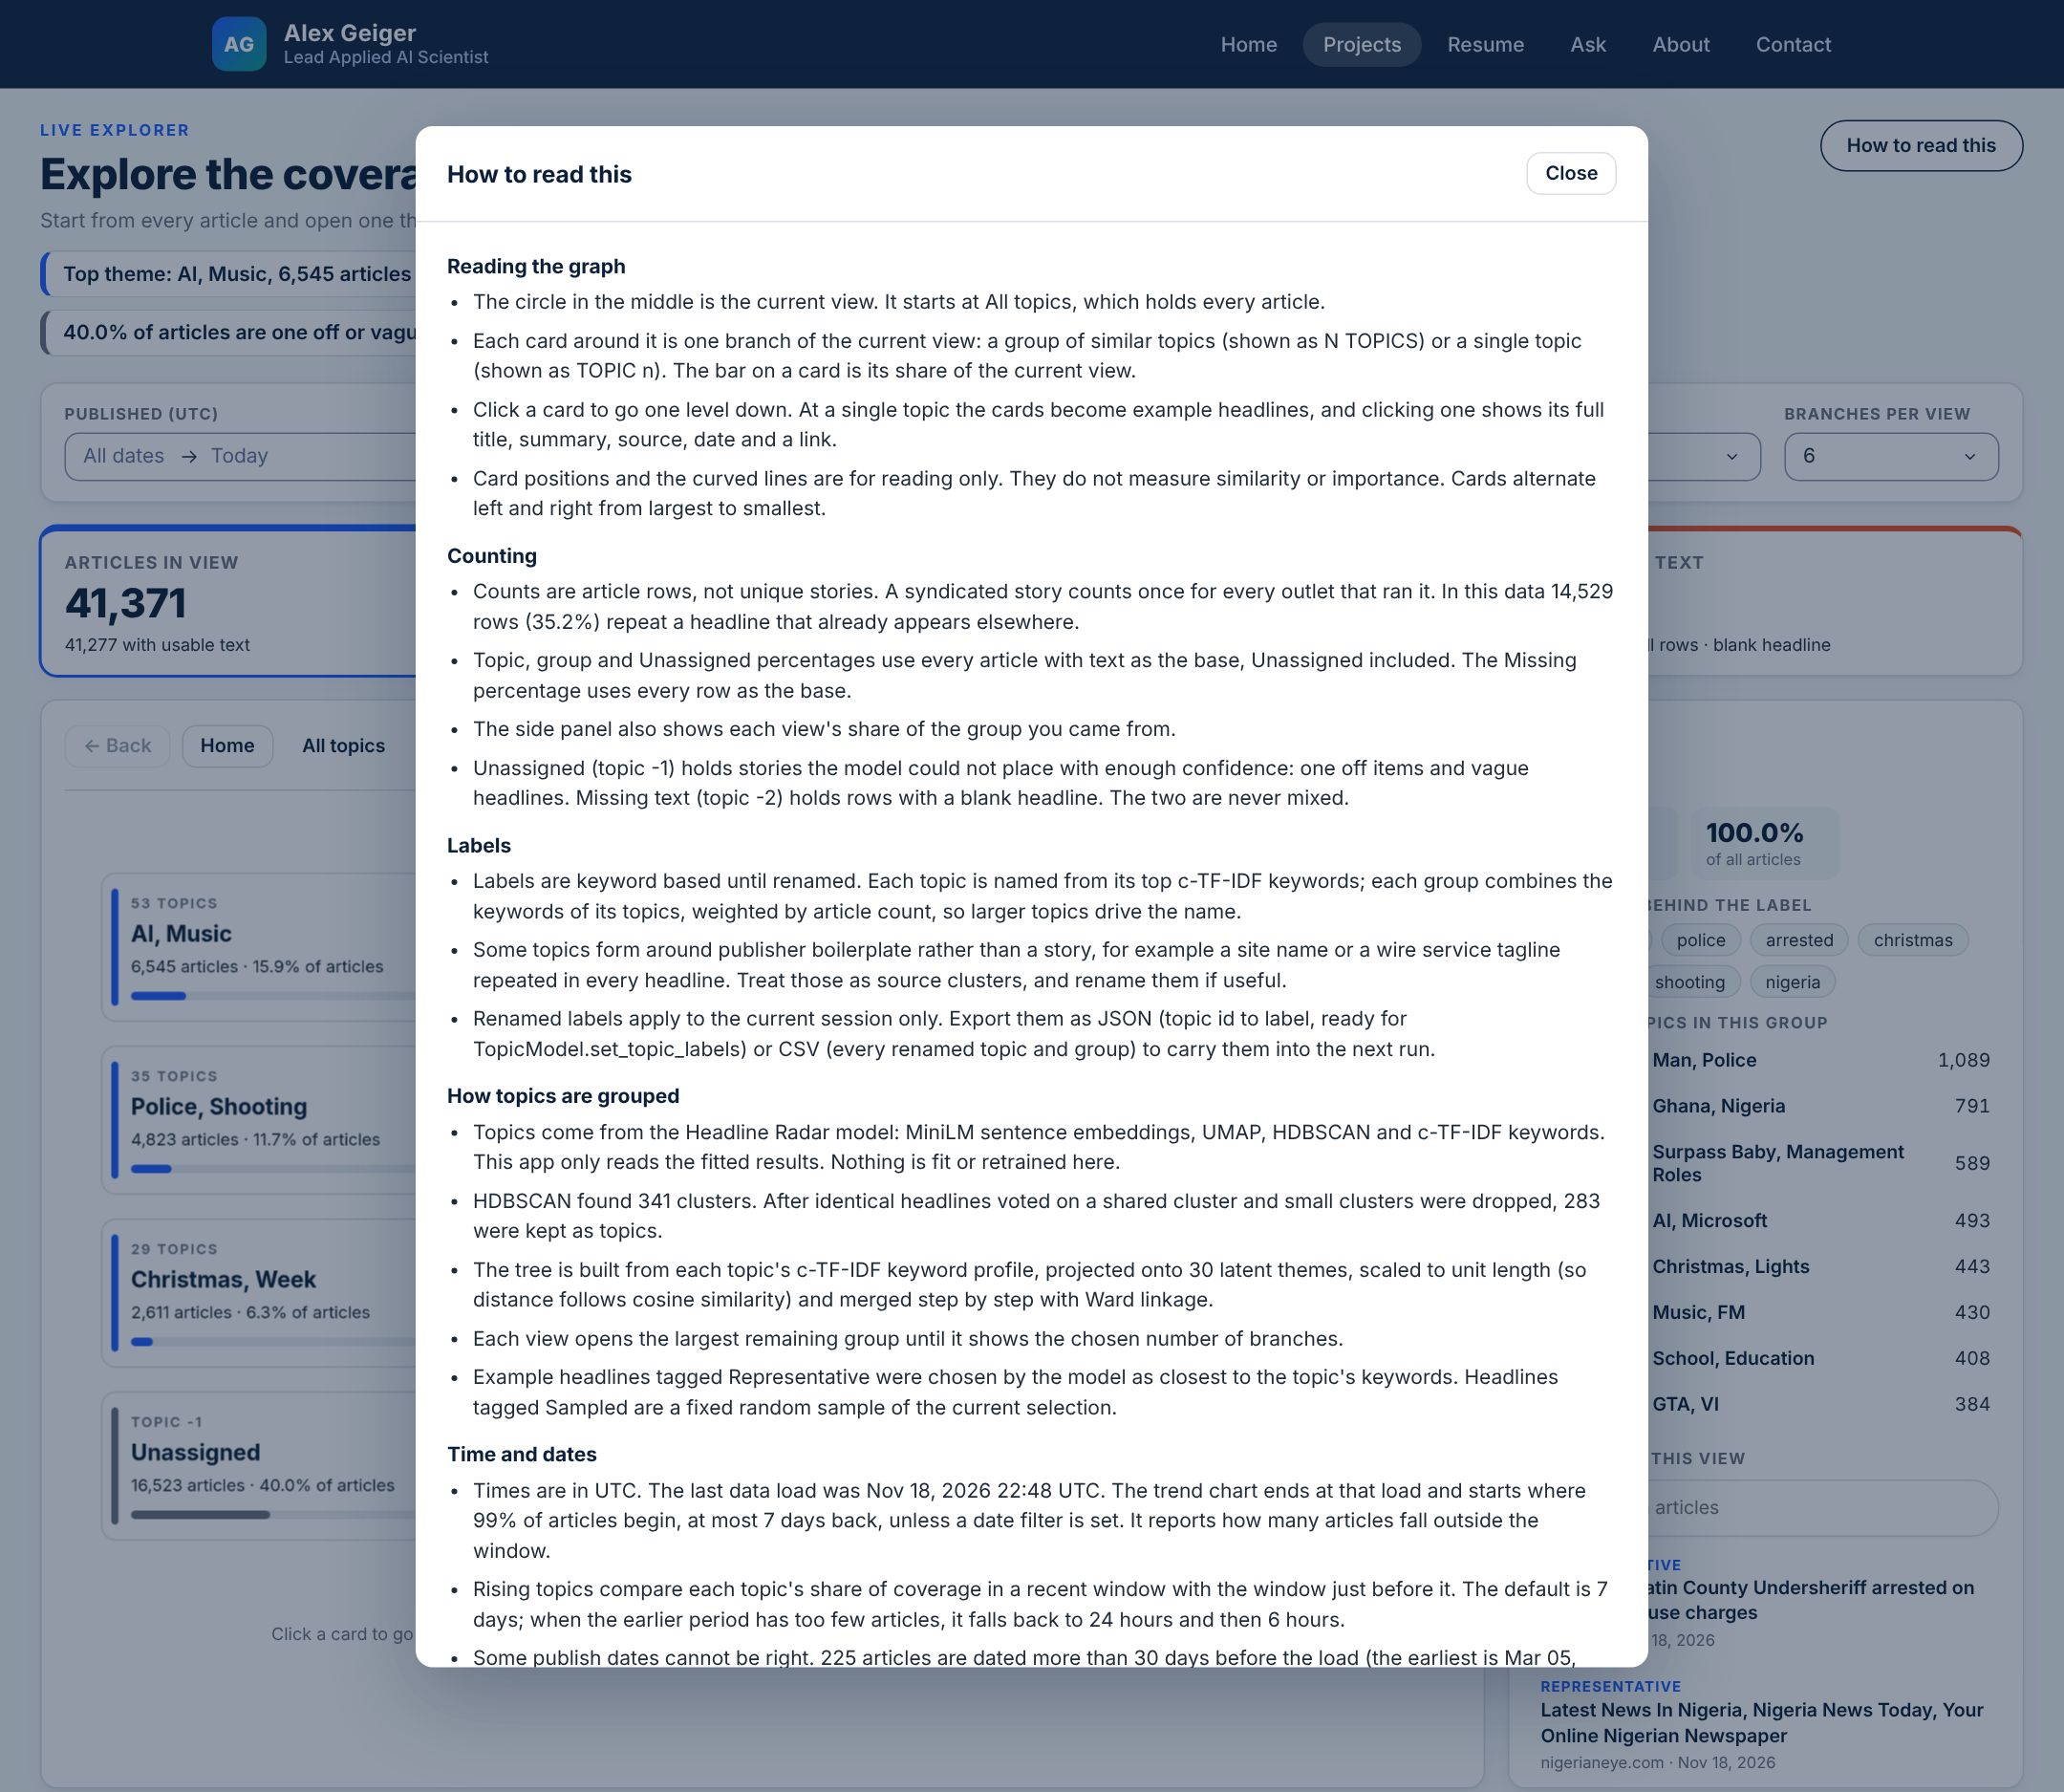 AG
Alex Geiger
Lead Applied AI Scientist
Home
Projects
Resume
Ask
About
Contact
LIVE EXPLORER
Explore the covera
Start from every article and open one th
Top theme: AI, Music, 6,545 articles
40.0% of articles are one off or vagu
How to read this
PUBLISHED (UTC)
All dates → Today
BRANCHES PER VIEW
6
ARTICLES IN VIEW
41,371
41,277 with usable text
TEXT
ll rows · blank headline
← Back
Home
All topics
53 TOPICS
AI, Music
6,545 articles · 15.9% of articles
35 TOPICS
Police, Shooting
4,823 articles · 11.7% of articles
29 TOPICS
Christmas, Week
2,611 articles · 6.3% of articles
TOPIC -1
Unassigned
16,523 articles · 40.0% of articles
Click a card to go
How to read this
Close
Reading the graph
• The circle in the middle is the current view. It starts at All topics, which holds every article.
• Each card around it is one branch of the current view: a group of similar topics (shown as N TOPICS) or a single topic
(shown as TOPIC n). The bar on a card is its share of the current view.
• Click a card to go one level down. At a single topic the cards become example headlines, and clicking one shows its full
title, summary, source, date and a link.
• Card positions and the curved lines are for reading only. They do not measure similarity or importance. Cards alternate
left and right from largest to smallest.
Counting
• Counts are article rows, not unique stories. A syndicated story counts once for every outlet that ran it. In this data 14,529
rows (35.2%) repeat a headline that already appears elsewhere.
• Topic, group and Unassigned percentages use every article with text as the base, Unassigned included. The Missing
percentage uses every row as the base.
• The side panel also shows each view's share of the group you came from.
• Unassigned (topic -1) holds stories the model could not place with enough confidence: one off items and vague
headlines. Missing text (topic -2) holds rows with a blank headline. The two are never mixed.
Labels
• Labels are keyword based until renamed. Each topic is named from its top c-TF-IDF keywords; each group combines the
keywords of its topics, weighted by article count, so larger topics drive the name.
• Some topics form around publisher boilerplate rather than a story, for example a site name or a wire service tagline
repeated in every headline. Treat those as source clusters, and rename them if useful.
• Renamed labels apply to the current session only. Export them as JSON (topic id to label, ready for
TopicModel.set_topic_labels) or CSV (every renamed topic and group) to carry them into the next run.
How topics are grouped
• Topics come from the Headline Radar model: MiniLM sentence embeddings, UMAP, HDBSCAN and c-TF-IDF keywords.
This app only reads the fitted results. Nothing is fit or retrained here.
• HDBSCAN found 341 clusters. After identical headlines voted on a shared cluster and small clusters were dropped, 283
were kept as topics.
• The tree is built from each topic's c-TF-IDF keyword profile, projected onto 30 latent themes, scaled to unit length (so
distance follows cosine similarity) and merged step by step with Ward linkage.
• Each view opens the largest remaining group until it shows the chosen number of branches.
• Example headlines tagged Representative were chosen by the model as closest to the topic's keywords. Headlines
tagged Sampled are a fixed random sample of the current selection.
Time and dates
• Times are in UTC. The last data load was Nov 18, 2026 22:48 UTC. The trend chart ends at that load and starts where
99% of articles begin, at most 7 days back, unless a date filter is set. It reports how many articles fall outside the
window.
• Rising topics compare each topic's share of coverage in a recent window with the window just before it. The default is 7
days; when the earlier period has too few articles, it falls back to 24 hours and then 6 hours.
• Some publish dates cannot be right. 225 articles are dated more than 30 days before the load (the earliest is Mar 05,
100.0%
of all articles
BEHIND THE LABEL
police
arrested
christmas
shooting
nigeria
PICS IN THIS GROUP
Man, Police 1,089
Ghana, Nigeria 791
Surpass Baby, Management
Roles 589
AI, Microsoft 493
Christmas, Lights 443
Music, FM 430
School, Education 408
GTA, VI 384
THIS VIEW
articles
TIVE
atin County Undersheriff arrested on
use charges
18, 2026
REPRESENTATIVE
Latest News In Nigeria, Nigeria News Today, Your
Online Nigerian Newspaper
nigerianeye.com · Nov 18, 2026